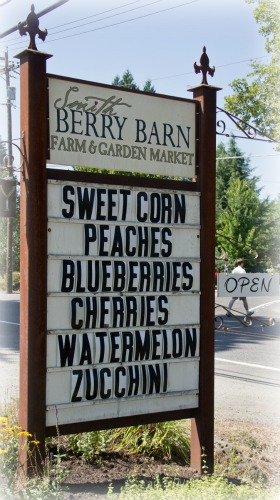 Smith
BERRY BARN
FARM & GARDEN MARKET
SWEET CORN
PEACHES
BLUEBERRIES
CHERRIES
WATERMELON
ZUCCHINI
OPEN